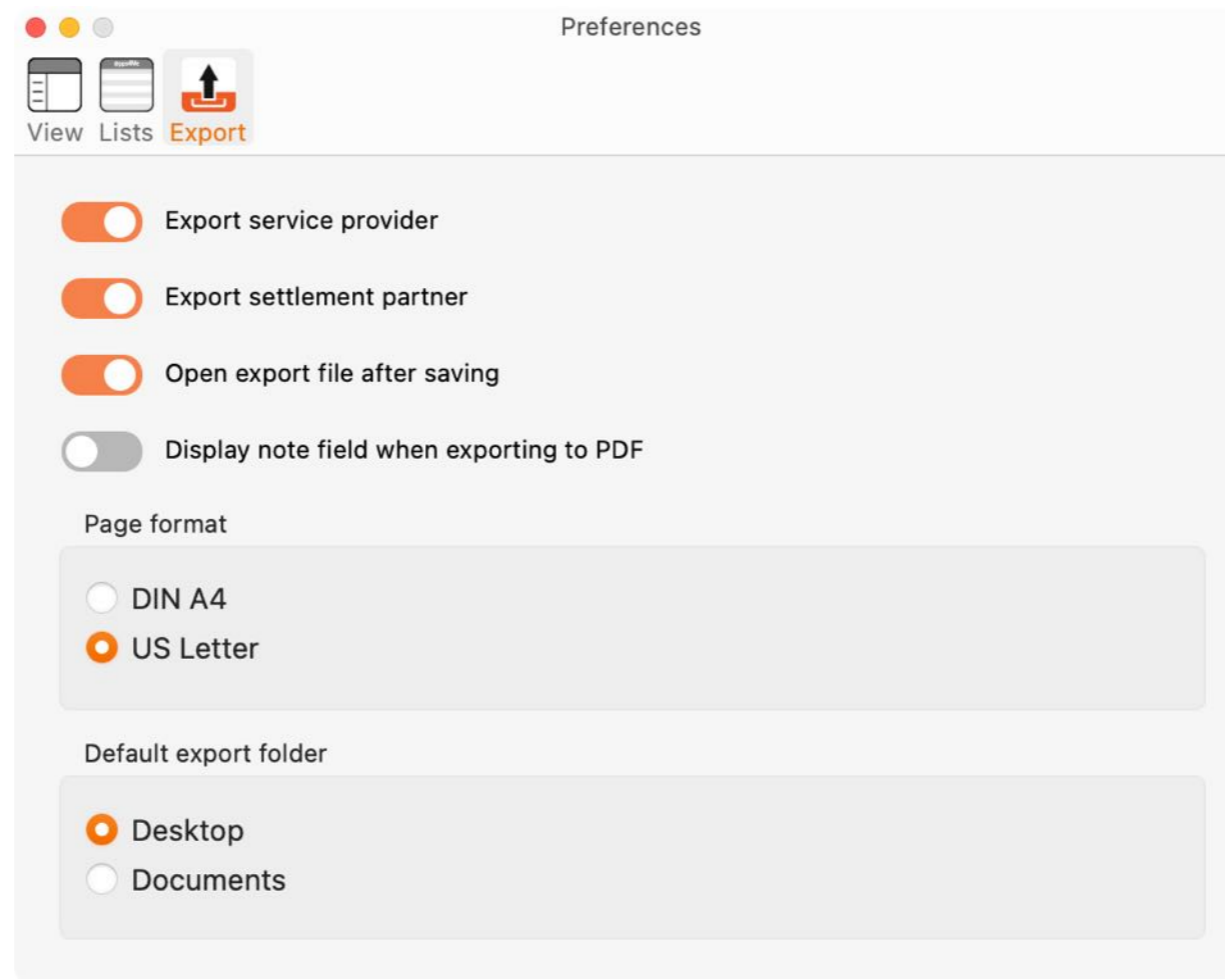 Preferences
View Lists Export
Export service provider
Export settlement partner
Open export file after saving
Display note field when exporting to PDF
Page format
DIN A4
US Letter
Default export folder
Desktop
Documents